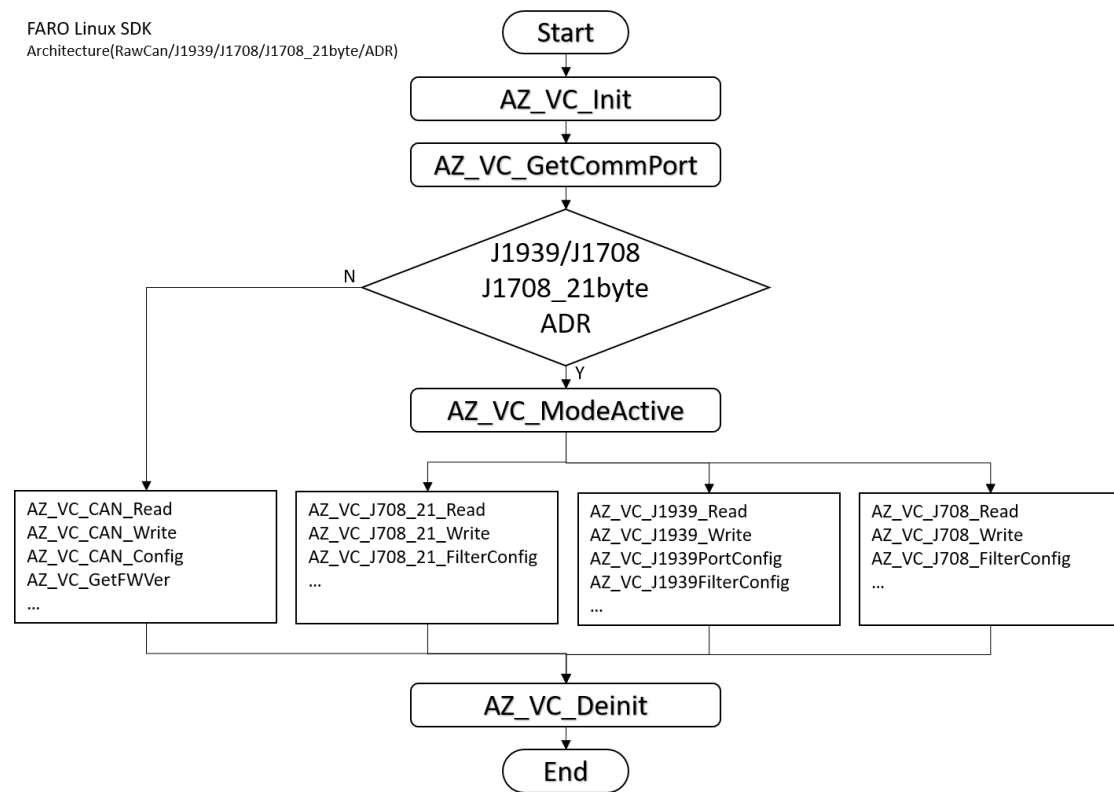 FARO Linux SDK
Architecture(RawCan/J1939/J1708/J1708_21byte/ADR)
Start
AZ_VC_Init
AZ_VC_GetCommPort
J1939/J1708
J1708_21byte
ADR
N
Y
AZ_VC_ModeActive
AZ_VC_CAN_Read
AZ_VC_CAN_Write
AZ_VC_CAN_Config
AZ_VC_GetFWVer
...
AZ_VC_J708_21_Read
AZ_VC_J708_21_Write
AZ_VC_J708_21_FilterConfig
...
AZ_VC_J1939_Read
AZ_VC_J1939_Write
AZ_VC_J1939PortConfig
AZ_VC_J1939FilterConfig
...
AZ_VC_J708_Read
AZ_VC_J708_Write
AZ_VC_J708_FilterConfig
...
AZ_VC_Deinit
End